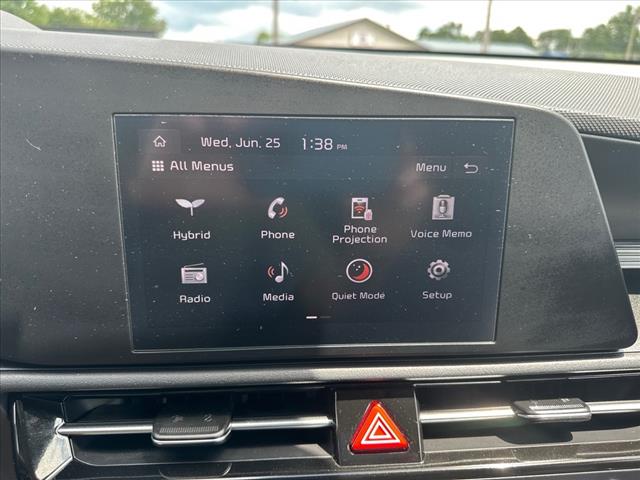 Wed, Jun. 25 1:38 PM
All Menus Menu
Hybrid Phone Phone Projection Voice Memo
Radio Media Quiet Mode Setup